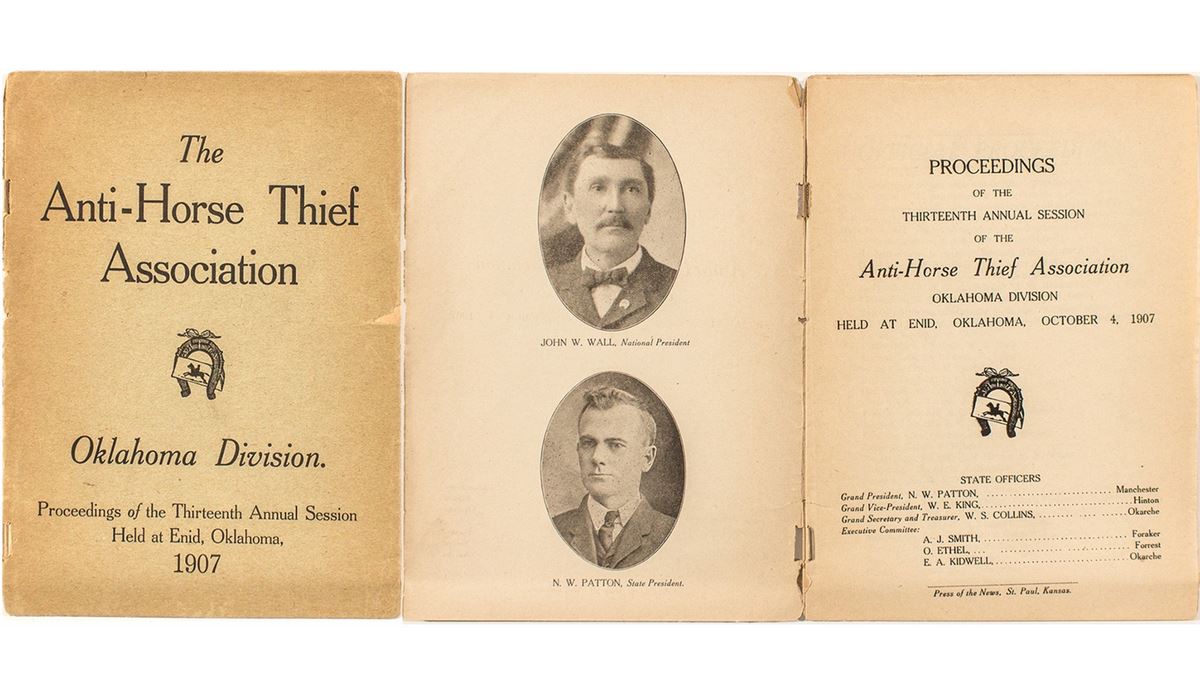 The
Anti-Horse Thief
Association
Oklahoma Division.
Proceedings of the Thirteenth Annual Session
Held at Enid, Oklahoma,
1907
JOHN W. WALL, National President
N. W. PATTON, State President.
PROCEEDINGS
OF THE
THIRTEENTH ANNUAL SESSION
OF THE
Anti-Horse Thief Association
OKLAHOMA DIVISION
HELD AT ENID, OKLAHOMA, OCTOBER 4, 1907
STATE OFFICERS
Grand President, N. W. PATTON, ........................... Manchester
Grand Vice-President, W. E. KING, ........................... Hinton
Grand Secretary and Treasurer, W. S. COLLINS, ........................... Okarche
Executive Committee:
A. J. SMITH, ........................... Foraker
O. ETHEL, ... ........................... Forrest
E. A. KIDWELL, ........................... Okarche
Press of the News, St. Paul, Kansas.